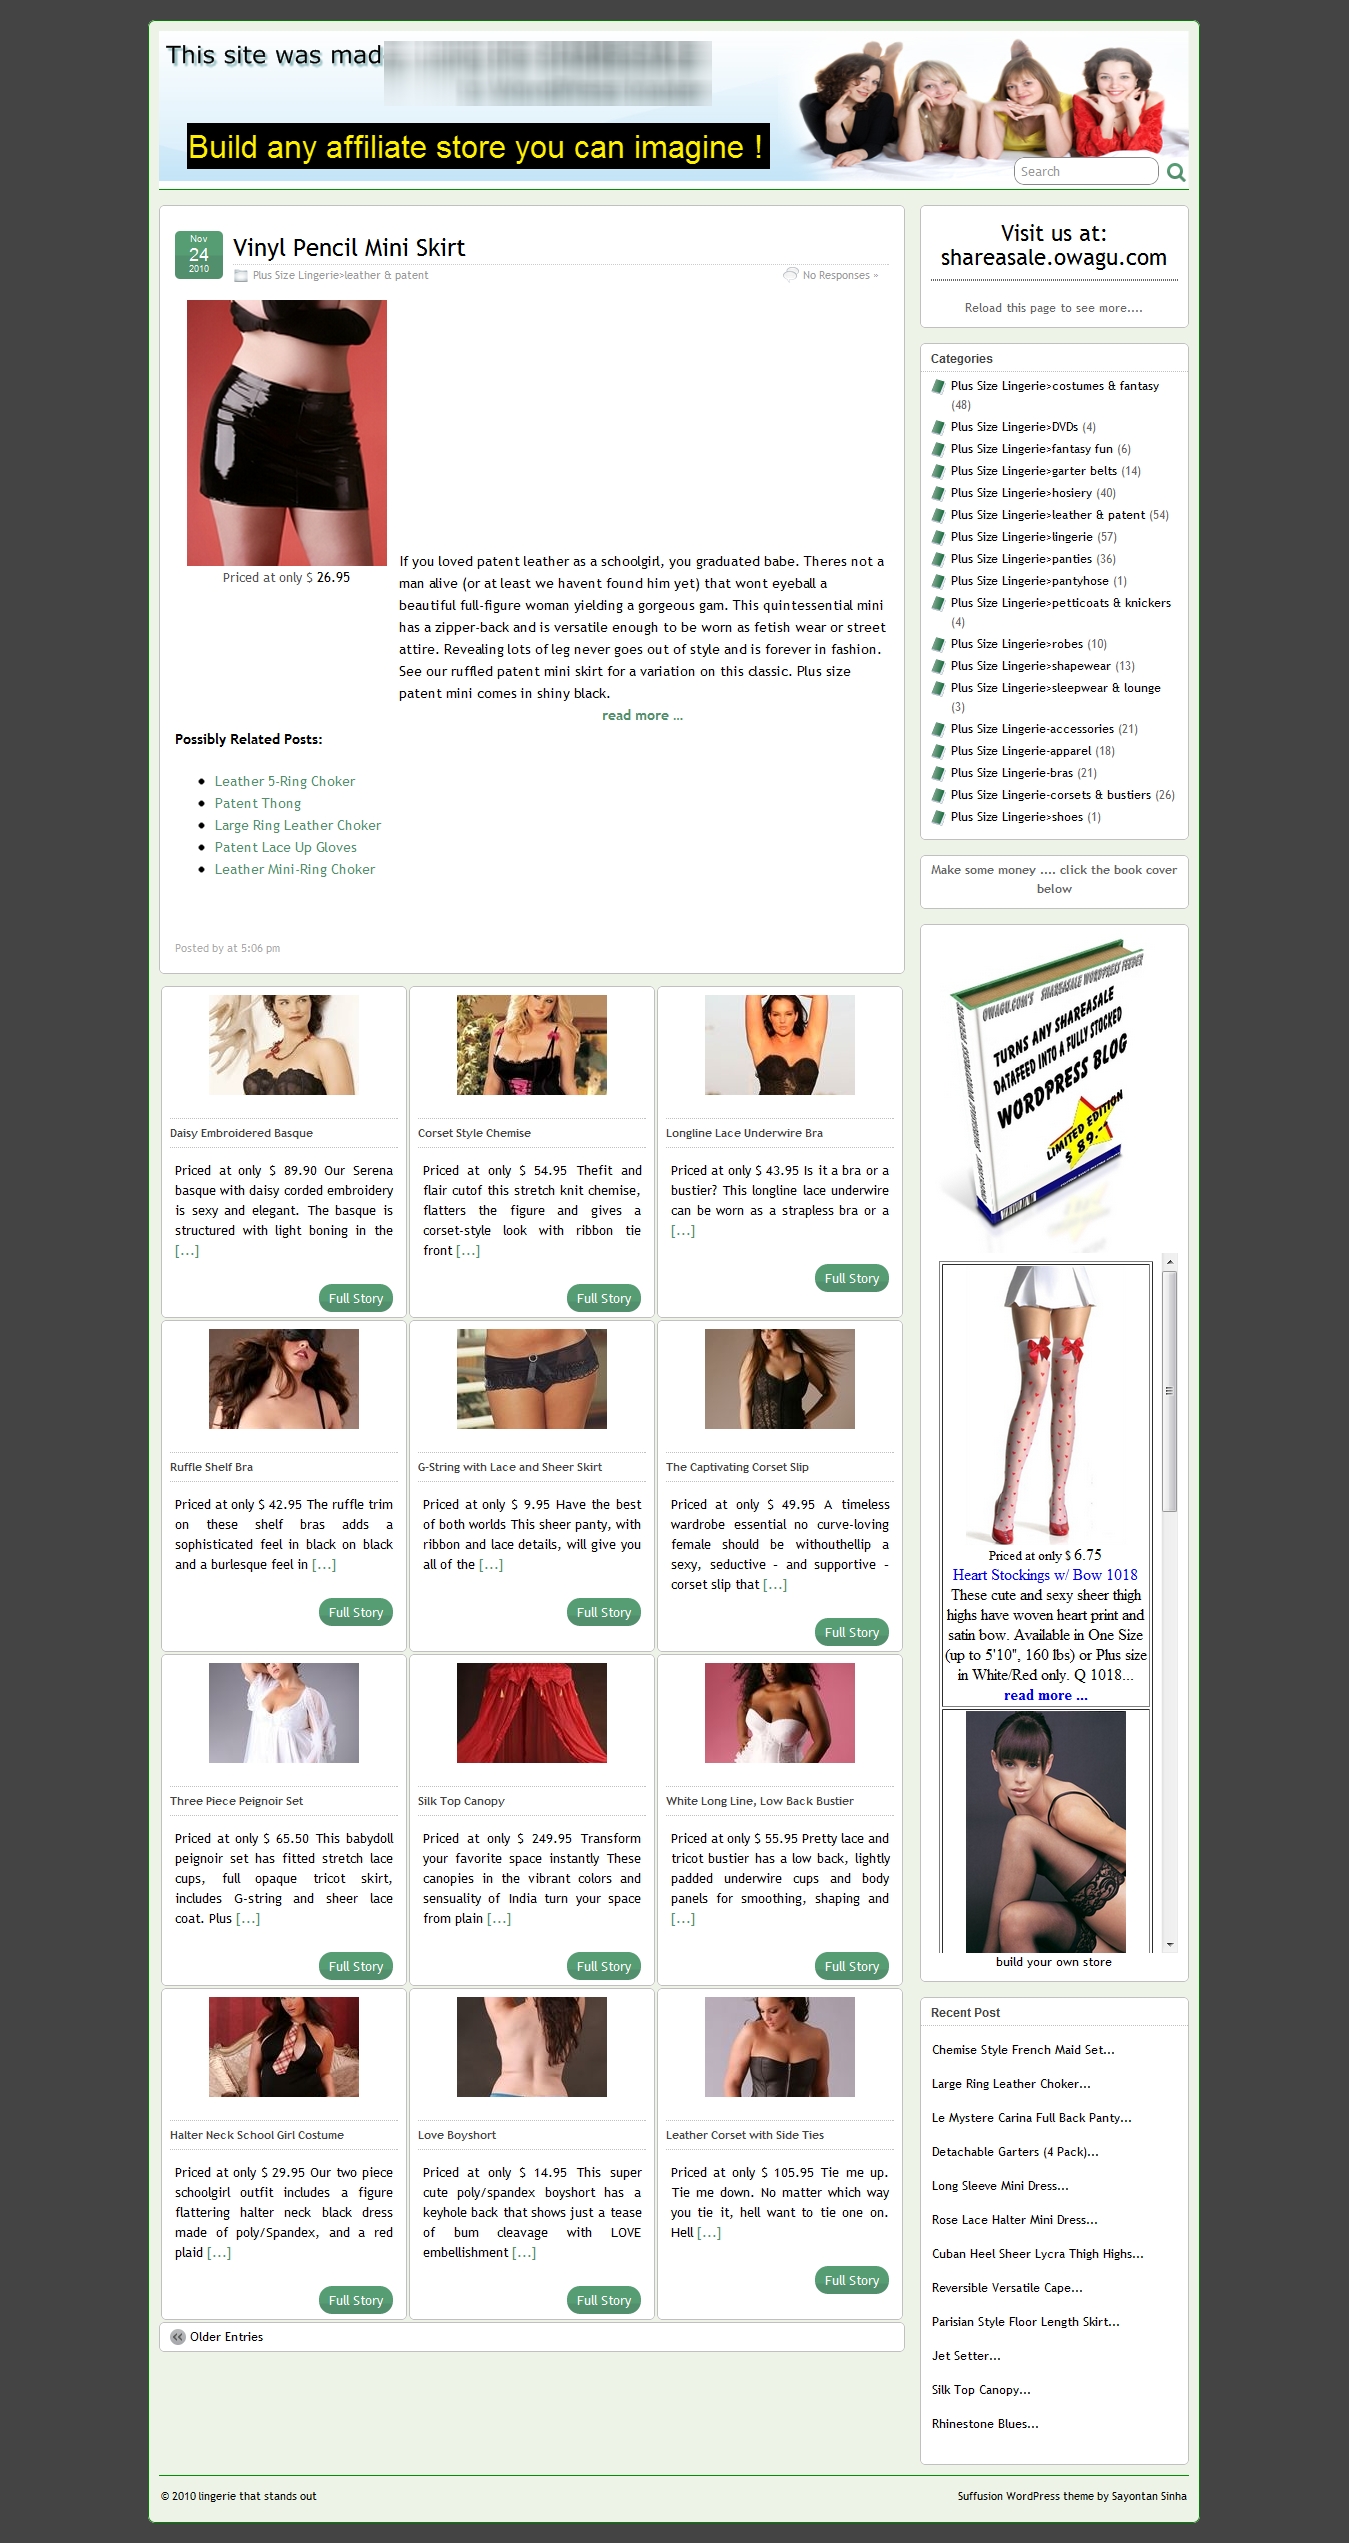 This site was mad
Build any affiliate store you can imagine !
Search
Nov
24
2010
Vinyl Pencil Mini Skirt
Plus Size Lingerie>leather & patent
No Responses »
Priced at only $ 26.95
If you loved patent leather as a schoolgirl, you graduated babe. Theres not a
man alive (or at least we havent found him yet) that wont eyeball a
beautiful full-figure woman yielding a gorgeous gam. This quintessential mini
has a zipper-back and is versatile enough to be worn as fetish wear or street
attire. Revealing lots of leg never goes out of style and is forever in fashion.
See our ruffled patent mini skirt for a variation on this classic. Plus size
patent mini comes in shiny black.
read more ...
Possibly Related Posts:
Leather 5-Ring Choker
Patent Thong
Large Ring Leather Choker
Patent Lace Up Gloves
Leather Mini-Ring Choker
Posted by at 5:06 pm
Daisy Embroidered Basque
Priced at only $ 89.90 Our Serena
basque with daisy corded embroidery
is sexy and elegant. The basque is
structured with light boning in the
[...]
Full Story
Corset Style Chemise
Priced at only $ 54.95 Thefit and
flair cutof this stretch knit chemise,
flatters the figure and gives a
corset-style look with ribbon tie
front [...]
Full Story
Longline Lace Underwire Bra
Priced at only $ 43.95 Is it a bra or a
bustier? This longline lace underwire
can be worn as a strapless bra or a
[...]
Full Story
Ruffle Shelf Bra
Priced at only $ 42.95 The ruffle trim
on these shelf bras adds a
sophisticated feel in black on black
and a burlesque feel in [...]
Full Story
G-String with Lace and Sheer Skirt
Priced at only $ 9.95 Have the best
of both worlds This sheer panty, with
ribbon and lace details, will give you
all of the [...]
Full Story
The Captivating Corset Slip
Priced at only $ 49.95 A timeless
wardrobe essential no curve-loving
female should be withouthellip a
sexy, seductive - and supportive -
corset slip that [...]
Full Story
Three Piece Peignoir Set
Priced at only $ 65.50 This babydoll
peignoir set has fitted stretch lace
cups, full opaque tricot skirt,
includes G-string and sheer lace
coat. Plus [...]
Full Story
Silk Top Canopy
Priced at only $ 249.95 Transform
your favorite space instantly These
canopies in the vibrant colors and
sensuality of India turn your space
from plain [...]
Full Story
White Long Line, Low Back Bustier
Priced at only $ 55.95 Pretty lace and
tricot bustier has a low back, lightly
padded underwire cups and body
panels for smoothing, shaping and
[...]
Full Story
Halter Neck School Girl Costume
Priced at only $ 29.95 Our two piece
schoolgirl outfit includes a figure
flattering halter neck black dress
made of poly/Spandex, and a red
plaid [...]
Full Story
Love Boyshort
Priced at only $ 14.95 This super
cute poly/spandex boyshort has a
keyhole back that shows just a tease
of bum cleavage with LOVE
embellishment [...]
Full Story
Leather Corset with Side Ties
Priced at only $ 105.95 Tie me up.
Tie me down. No matter which way
you tie it, hell want to tie one on.
Hell [...]
Full Story
Older Entries
Visit us at:
shareasale.owagu.com
Reload this page to see more....
Categories
Plus Size Lingerie>costumes & fantasy
(48)
Plus Size Lingerie>DVDs (4)
Plus Size Lingerie>fantasy fun (6)
Plus Size Lingerie>garter belts (14)
Plus Size Lingerie>hosiery (40)
Plus Size Lingerie>leather & patent (54)
Plus Size Lingerie>lingerie (57)
Plus Size Lingerie>panties (36)
Plus Size Lingerie>pantyhose (1)
Plus Size Lingerie>petticoats & knickers
(4)
Plus Size Lingerie>robes (10)
Plus Size Lingerie>shapewear (13)
Plus Size Lingerie>sleepwear & lounge
(3)
Plus Size Lingerie-accessories (21)
Plus Size Lingerie-apparel (18)
Plus Size Lingerie-bras (21)
Plus Size Lingerie-corsets & bustiers (26)
Plus Size Lingerie>shoes (1)
Make some money .... click the book cover
below
OWAGU.COM'S SHAREASALE WORDPRESS FEEDER
TURNS ANY SHAREASALE
DATAFEED INTO A FULLY STOCKED
WORDPRESS BLOG
LIMITED EDITION
$ 89.-
Priced at only $ 6.75
Heart Stockings w/ Bow 1018
These cute and sexy sheer thigh
highs have woven heart print and
satin bow. Available in One Size
(up to 5'10", 160 lbs) or Plus size
in White/Red only. Q 1018...
read more ...
build your own store
Recent Post
Chemise Style French Maid Set...
Large Ring Leather Choker...
Le Mystere Carina Full Back Panty...
Detachable Garters (4 Pack)...
Long Sleeve Mini Dress...
Rose Lace Halter Mini Dress...
Cuban Heel Sheer Lycra Thigh Highs...
Reversible Versatile Cape...
Parisian Style Floor Length Skirt...
Jet Setter...
Silk Top Canopy...
Rhinestone Blues...
© 2010 lingerie that stands out
Suffusion WordPress theme by Sayontan Sinha